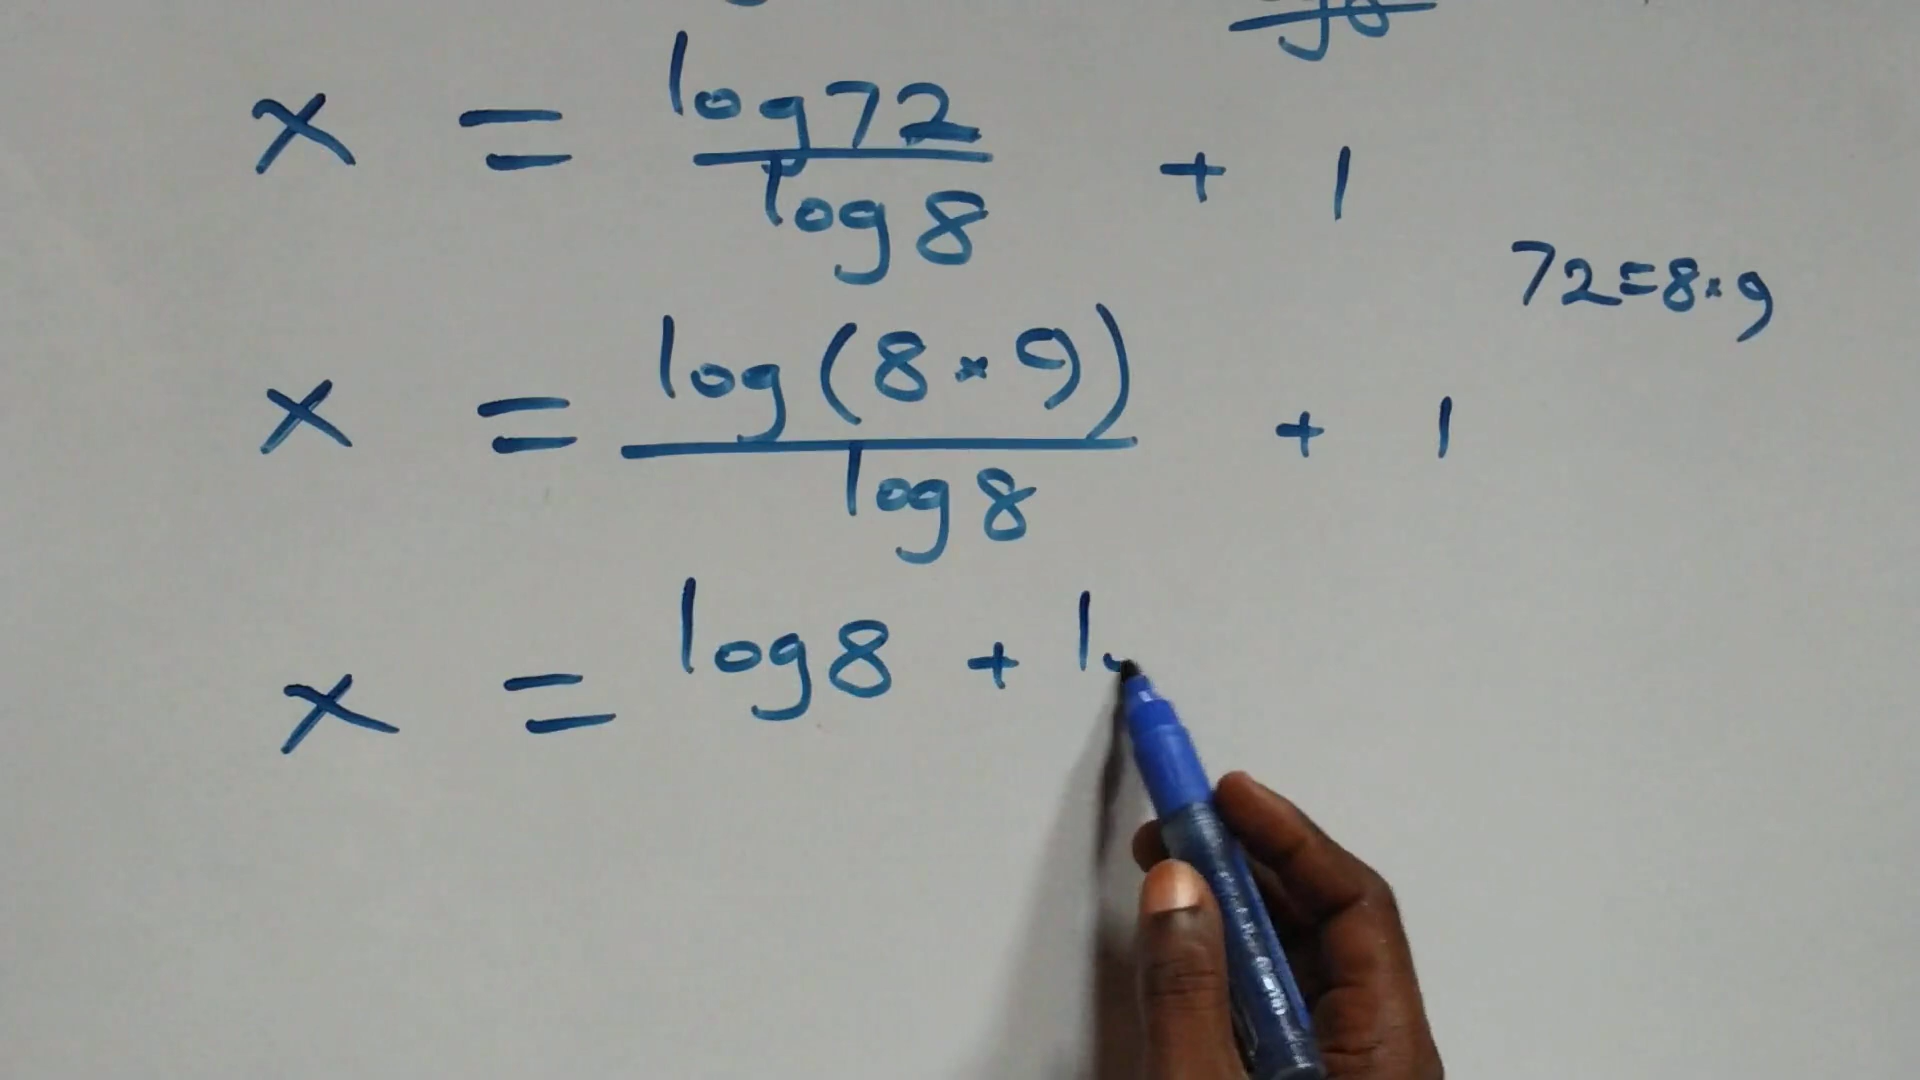 x = log72 / log8 + 1
72=8×9
x = log(8×9) / log8 + 1
x = log8 + l